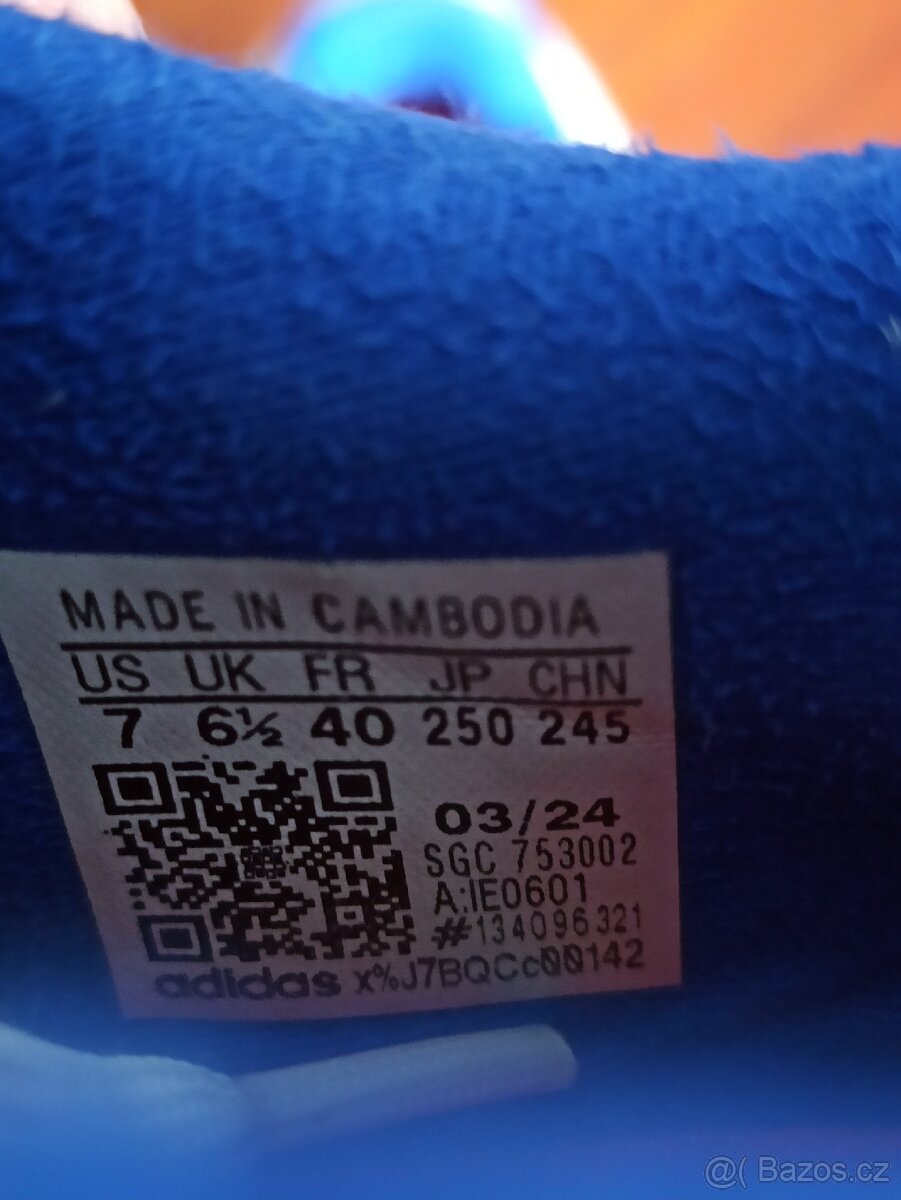 MADE IN CAMBODIA
US UK FR JP CHN
7 6½ 40 250 245
03/24
SGC 753002
A:IE0601
#134096321
adidas x%J7BQCc00142
@( Bazos.cz